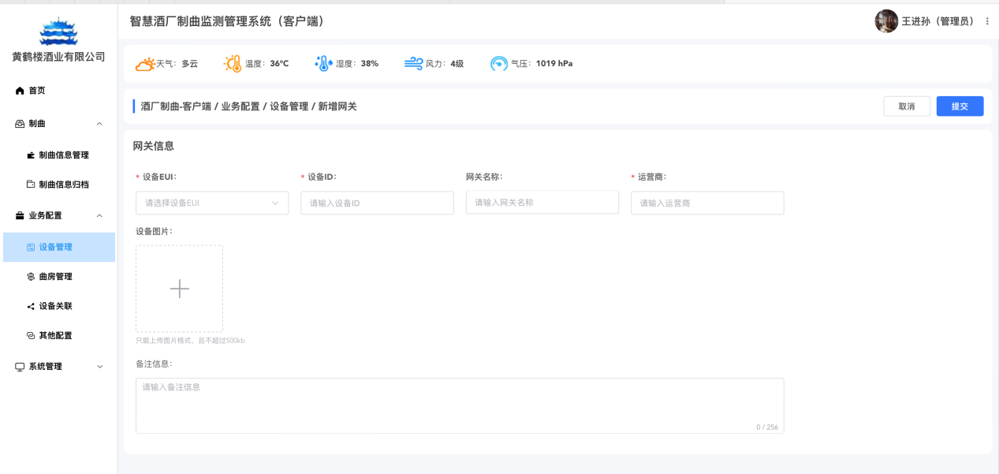 智慧酒厂制曲监测管理系统（客户端）
王进孙（管理员）
黄鹤楼酒业有限公司
首页
制曲
制曲信息管理
制曲信息归档
业务配置
设备管理
曲房管理
设备关联
其他配置
系统管理
天气：多云 温度：36℃ 湿度：38% 风力：4级 气压：1019 hPa
酒厂制曲-客户端 / 业务配置 / 设备管理 / 新增网关
取消 提交
网关信息
* 设备EUI： * 设备ID： 网关名称： * 运营商：
请选择设备EUI 请输入设备ID 请输入网关名称 请输入运营商
设备图片：
只能上传图片格式，且不超过500kb
备注信息：
请输入备注信息
0 / 256